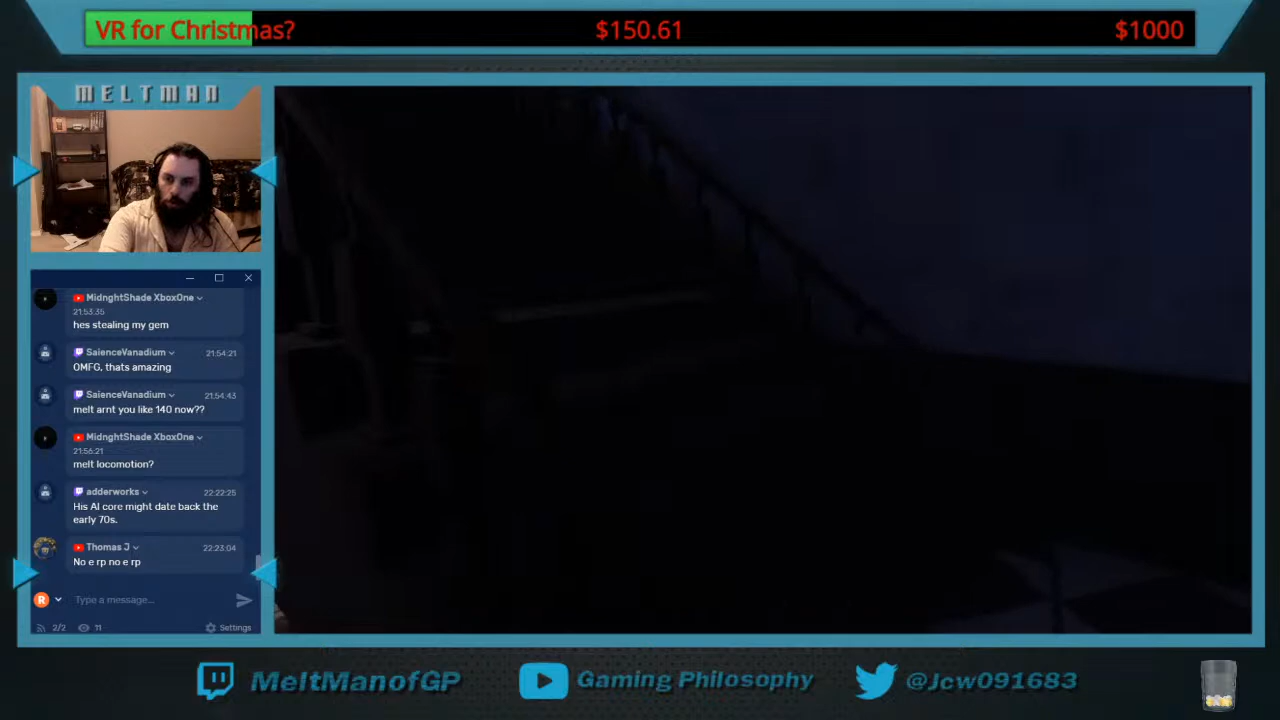 VR for Christmas? $150.61 $1000
MELTMAN
MidnghtShade XboxOne
21:53:35
hes stealing my gem
SaienceVanadium 21:54:21
OMFG, thats amazing
SaienceVanadium 21:54:43
melt arnt you like 140 now??
MidnghtShade XboxOne
21:56:21
melt locomotion?
adderworks 22:22:25
His AI core might date back the
early 70s.
Thomas J 22:23:04
No e rp no e rp
R Type a message...
2/2 11 Settings
MeltManofGP Gaming Philosophy @Jcw091683